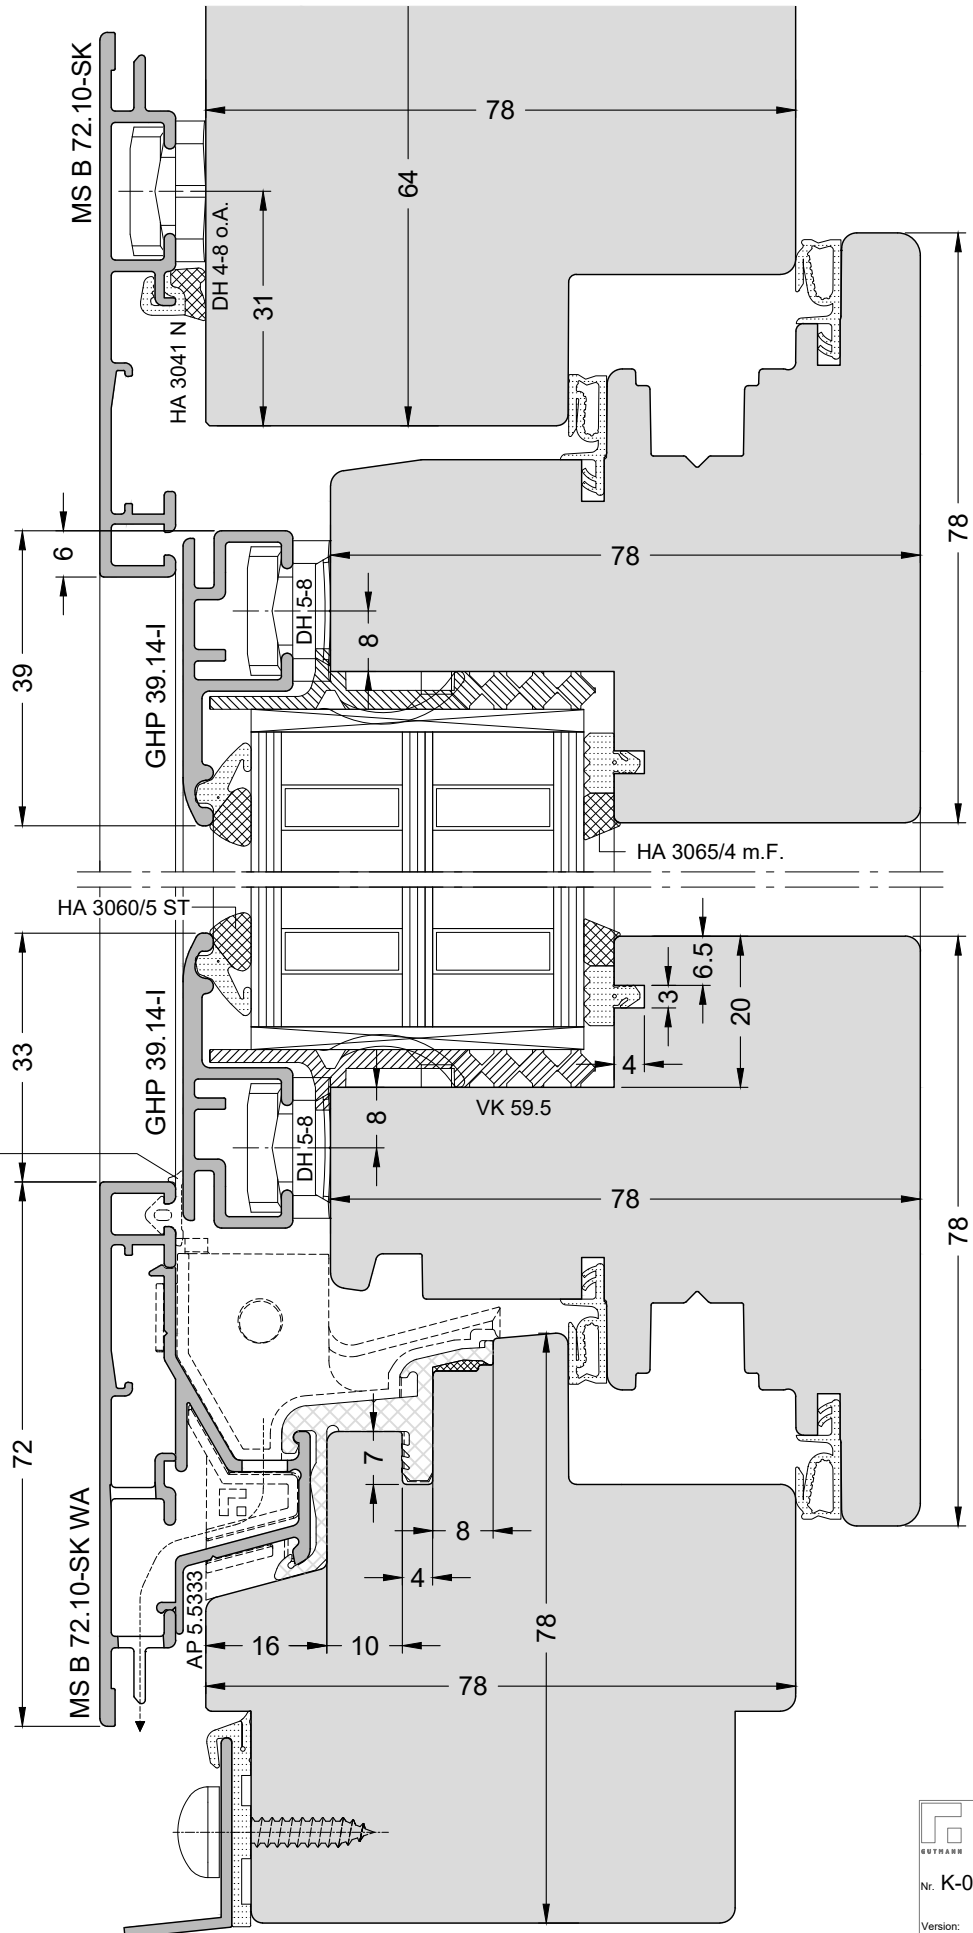 MS B 72.10-SK
78
64
DH 4-8 o.A.
31
HA 3041 N
6
39
78
78
DH 5-8
8
GHP 39.14-I
HA 3065/4 m.F.
HA 3060/5 ST
6.5
3
20
4
33
GHP 39.14-I
8
VK 59.5
DH 5-8
78
78
72
7
8
4
MS B 72.10-SK WA
AP 5.5333
16
10
78
78
GUTMANN
Nr. K-0
Version: